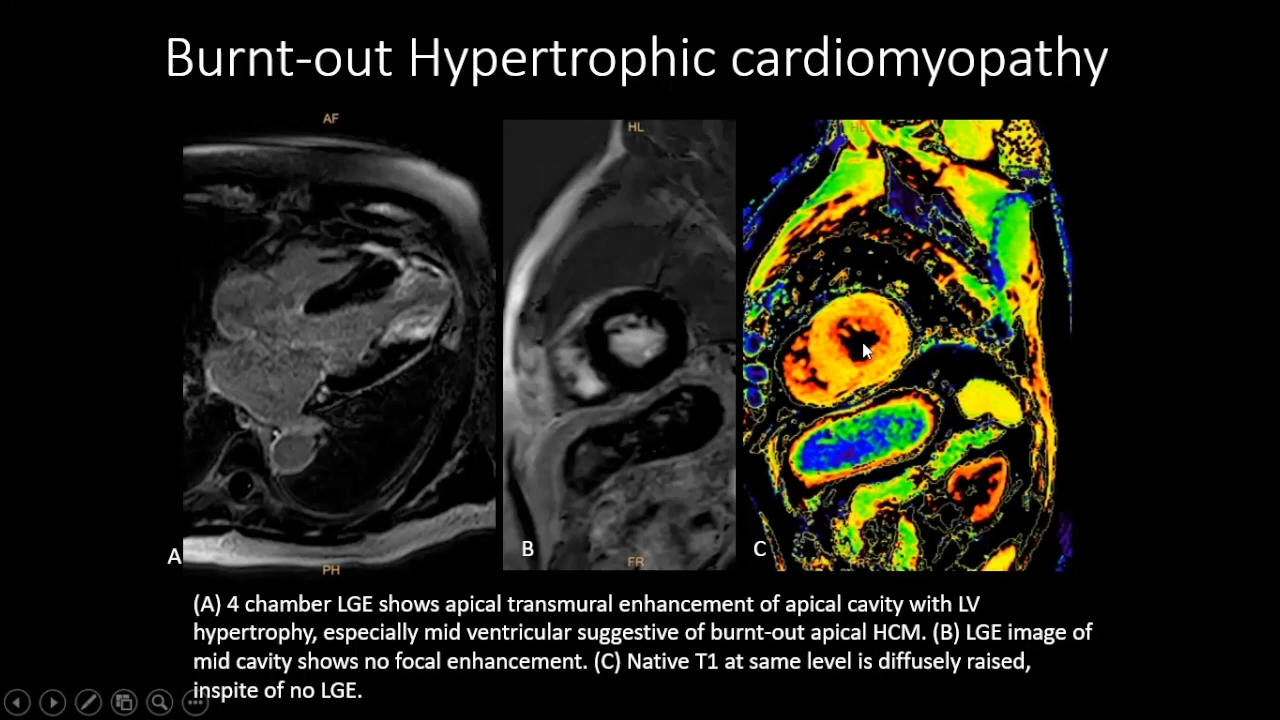 Burnt-out Hypertrophic cardiomyopathy
AF
HL
HL
A
B
C
PH
FR
(A) 4 chamber LGE shows apical transmural enhancement of apical cavity with LV
hypertrophy, especially mid ventricular suggestive of burnt-out apical HCM. (B) LGE image of
mid cavity shows no focal enhancement. (C) Native T1 at same level is diffusely raised,
inspite of no LGE.